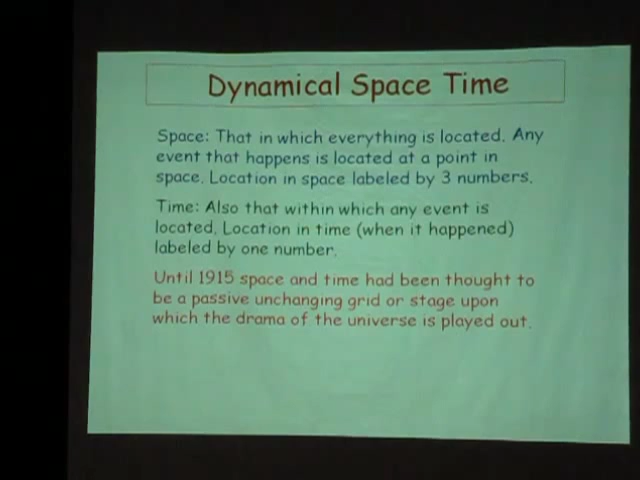 Dynamical Space Time
Space: That in which everything is located. Any
event that happens is located at a point in
space. Location in space labeled by 3 numbers.
Time: Also that within which any event is
located. Location in time (when it happened)
labeled by one number.
Until 1915 space and time had been thought to
be a passive unchanging grid or stage upon
which the drama of the universe is played out.